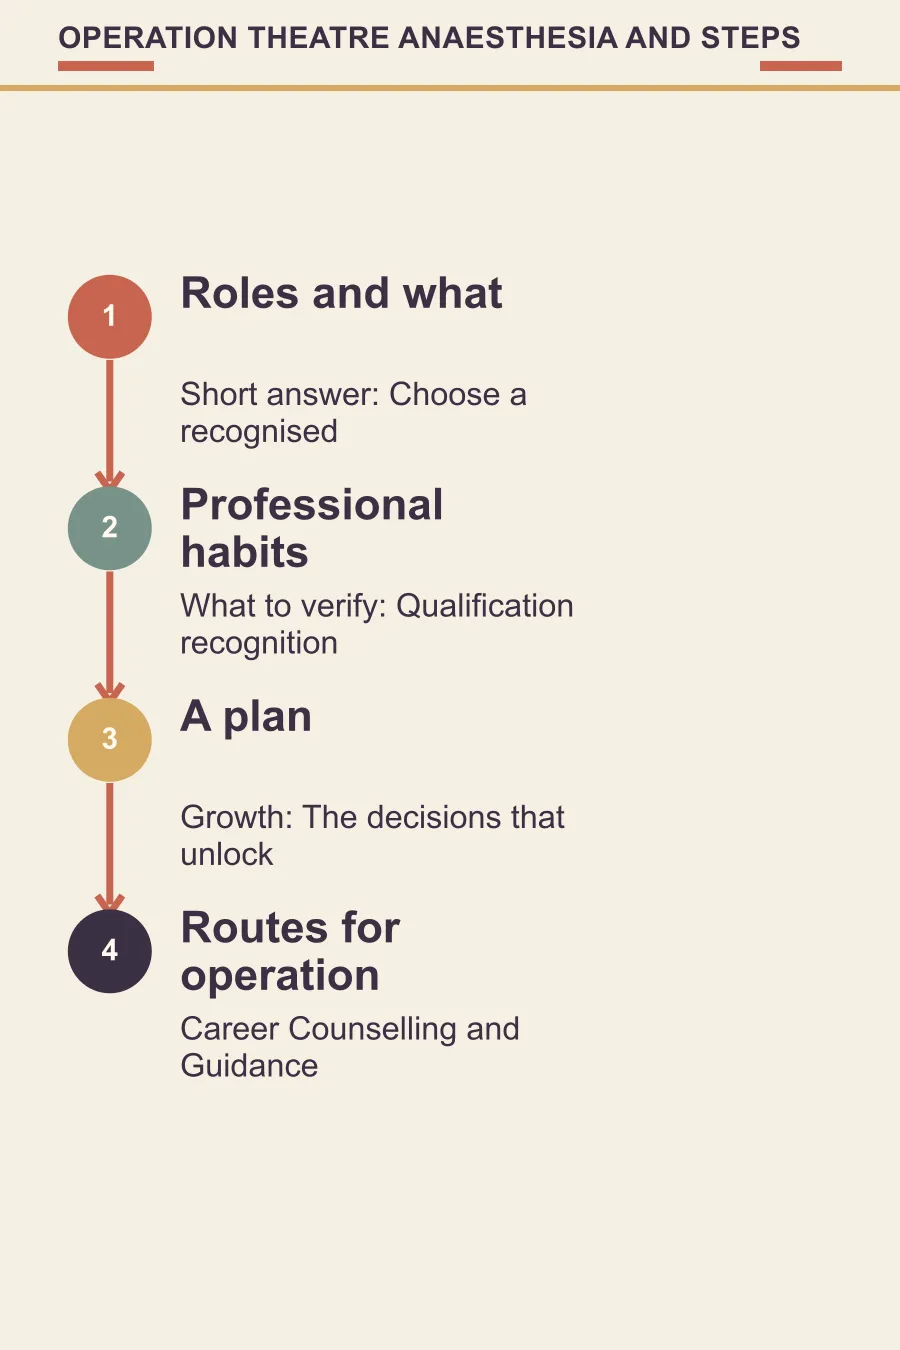 OPERATION THEATRE ANAESTHESIA AND STEPS
1
Roles and what
Short answer: Choose a
recognised
2
Professional
habits
What to verify: Qualification
recognition
3
A plan
Growth: The decisions that
unlock
4
Routes for
operation
Career Counselling and
Guidance